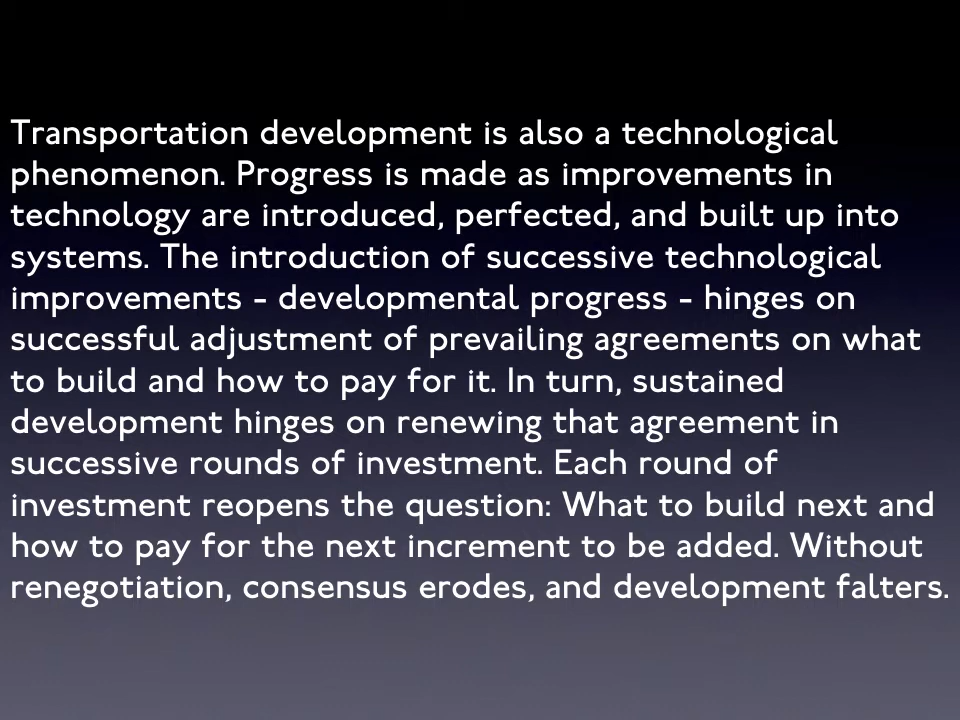 Transportation development is also a technological
phenomenon. Progress is made as improvements in
technology are introduced, perfected, and built up into
systems. The introduction of successive technological
improvements - developmental progress - hinges on
successful adjustment of prevailing agreements on what
to build and how to pay for it. In turn, sustained
development hinges on renewing that agreement in
successive rounds of investment. Each round of
investment reopens the question: What to build next and
how to pay for the next increment to be added. Without
renegotiation, consensus erodes, and development falters.